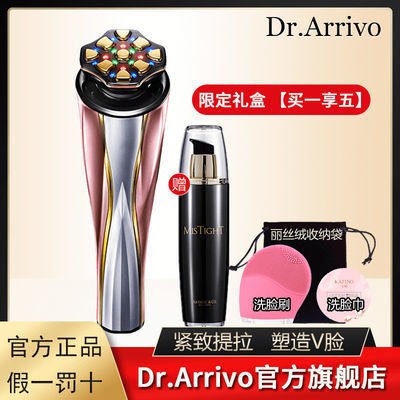 Dr.Arrivo
限定礼盒 【买一享五】
赠
MISTIGHT
丽丝绒收纳袋
洗脸刷
洗脸巾
官方正品
假一罚十
紧致提拉 塑造V脸
Dr.Arrivo官方旗舰店